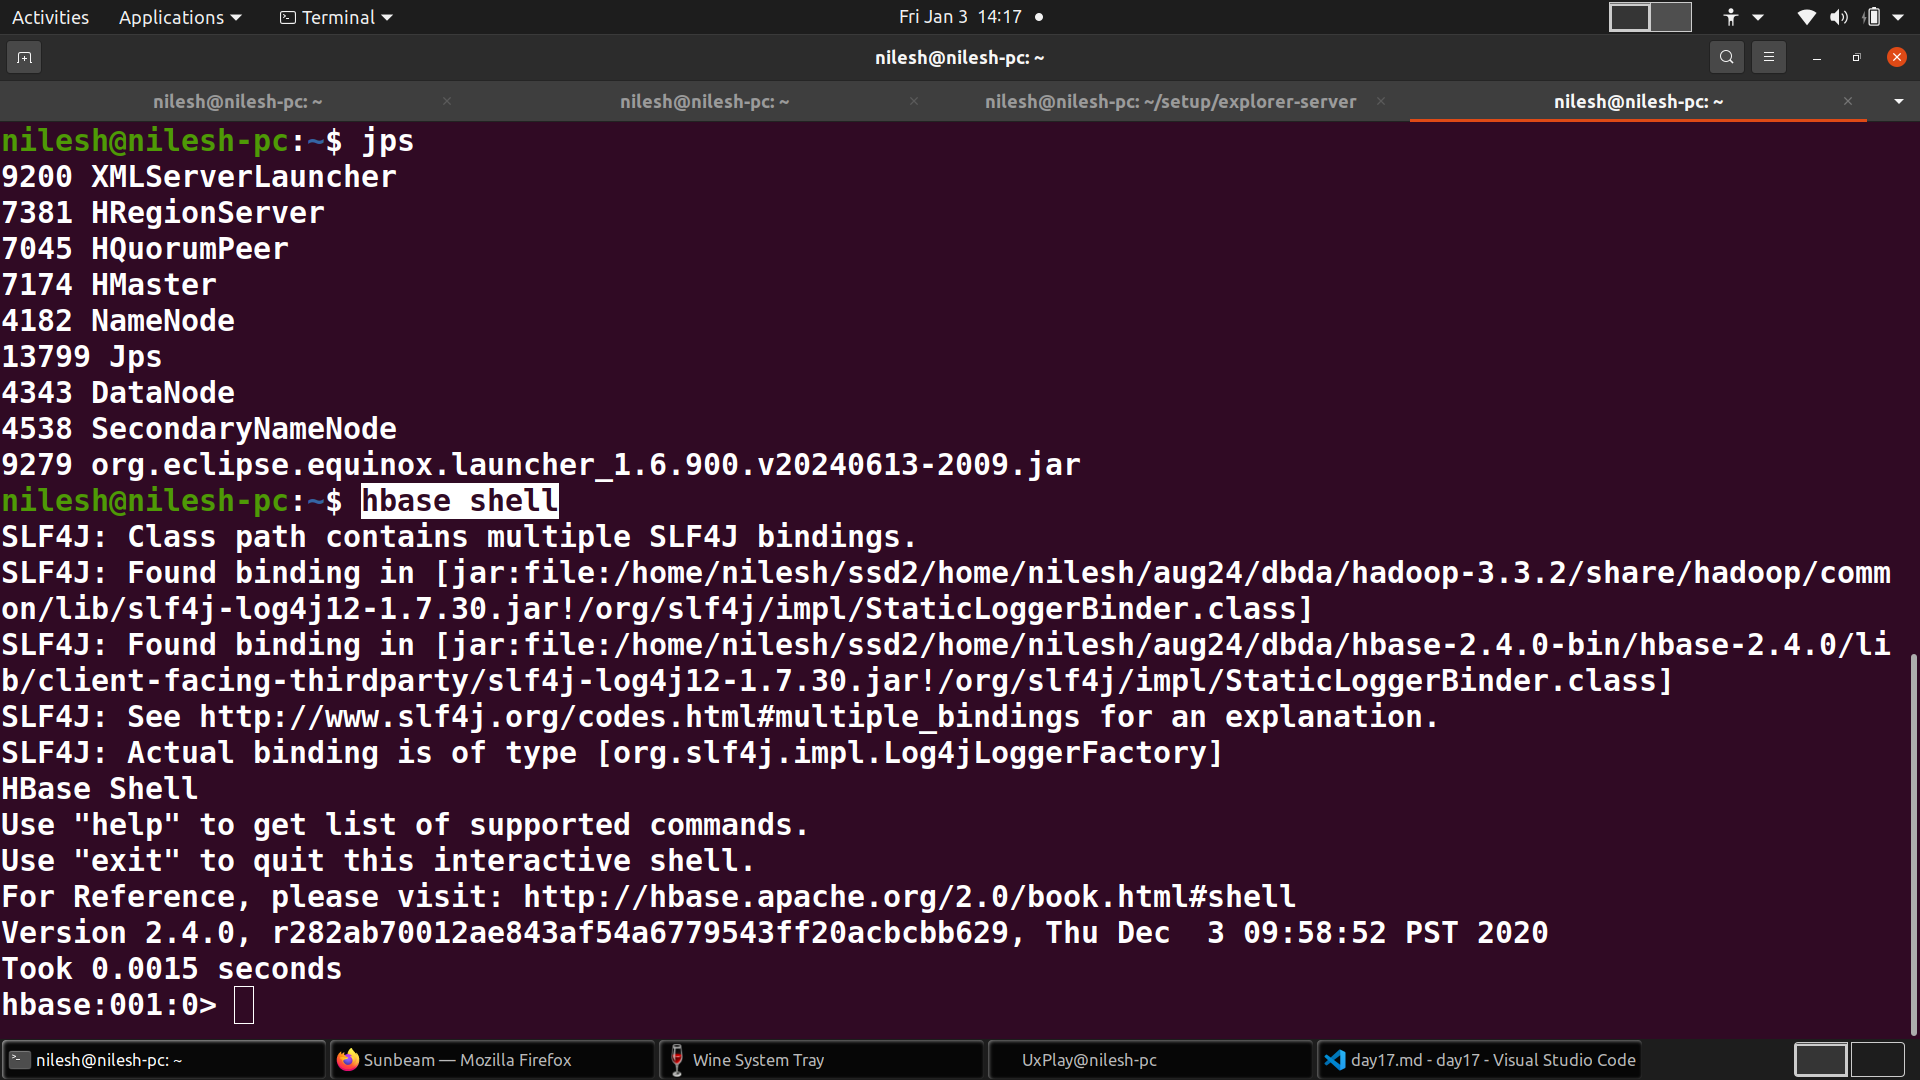 Activities Applications Terminal Fri Jan 3 14:17
nilesh@nilesh-pc: ~
nilesh@nilesh-pc: ~ nilesh@nilesh-pc: ~ nilesh@nilesh-pc: ~/setup/explorer-server nilesh@nilesh-pc: ~
nilesh@nilesh-pc:~$ jps
9200 XMLServerLauncher
7381 HRegionServer
7045 HQuorumPeer
7174 HMaster
4182 NameNode
13799 Jps
4343 DataNode
4538 SecondaryNameNode
9279 org.eclipse.equinox.launcher_1.6.900.v20240613-2009.jar
nilesh@nilesh-pc:~$ hbase shell
SLF4J: Class path contains multiple SLF4J bindings.
SLF4J: Found binding in [jar:file:/home/nilesh/ssd2/home/nilesh/aug24/dbda/hadoop-3.3.2/share/hadoop/comm
on/lib/slf4j-log4j12-1.7.30.jar!/org/slf4j/impl/StaticLoggerBinder.class]
SLF4J: Found binding in [jar:file:/home/nilesh/ssd2/home/nilesh/aug24/dbda/hbase-2.4.0-bin/hbase-2.4.0/li
b/client-facing-thirdparty/slf4j-log4j12-1.7.30.jar!/org/slf4j/impl/StaticLoggerBinder.class]
SLF4J: See http://www.slf4j.org/codes.html#multiple_bindings for an explanation.
SLF4J: Actual binding is of type [org.slf4j.impl.Log4jLoggerFactory]
HBase Shell
Use "help" to get list of supported commands.
Use "exit" to quit this interactive shell.
For Reference, please visit: http://hbase.apache.org/2.0/book.html#shell
Version 2.4.0, r282ab70012ae843af54a6779543ff20acbcbb629, Thu Dec  3 09:58:52 PST 2020
Took 0.0015 seconds
hbase:001:0>
nilesh@nilesh-pc: ~ Sunbeam — Mozilla Firefox Wine System Tray UxPlay@nilesh-pc day17.md - day17 - Visual Studio Code